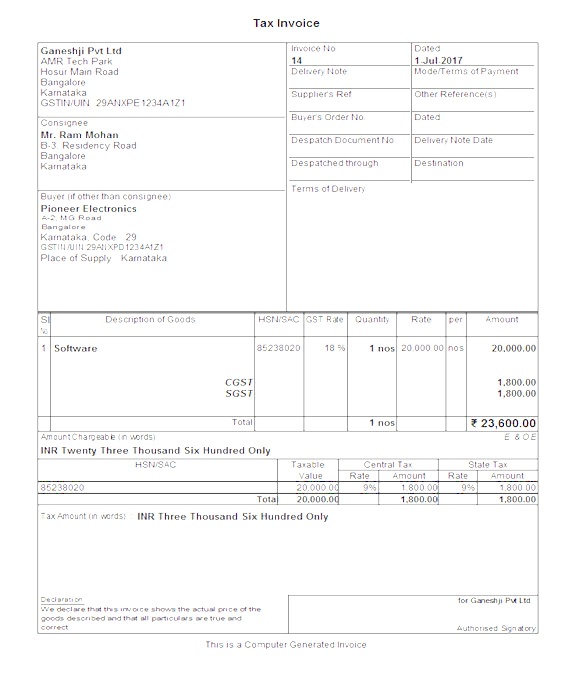 Tax Invoice
Ganeshji Pvt Ltd
AMR Tech Park
Hosur Main Road
Bangalore
Karnataka
GSTIN/UIN 29ANXPE1234A1Z1
Invoice No
14
Dated
1-Jul-2017
Delivery Note
Mode/Terms of Payment
Supplier's Ref
Other Reference(s)
Consignee
Mr. Ram Mohan
B-3 Residency Road
Bangalore
Karnataka
Buyer's Order No
Dated
Despatch Document No
Delivery Note Date
Despatched through
Destination
Terms of Delivery
Buyer (if other than consignee)
Pioneer Electronics
A-2, MG Road
Bangalore
Karnataka, Code 29
GSTIN/UIN 29ANXPD1234A1Z1
Place of Supply Karnataka
Sl No Description of Goods HSN/SAC GST Rate Quantity Rate per Amount
1 Software 85238020 18 % 1 nos 20,000.00 nos 20,000.00
CGST 1,800.00
SGST 1,800.00
Total 1 nos ₹ 23,600.00
Amount Chargeable (in words) E & O E
INR Twenty Three Thousand Six Hundred Only
HSN/SAC Taxable Central Tax State Tax
Value Rate Amount Rate Amount
85238020 20,000.00 9% 1,800.00 9% 1,800.00
Total 20,000.00 1,800.00 1,800.00
Tax Amount (in words) INR Three Thousand Six Hundred Only
Declaration
We declare that this invoice shows the actual price of the
goods described and that all particulars are true and
correct
for Ganeshji Pvt Ltd
Authorised Signatory
This is a Computer Generated Invoice